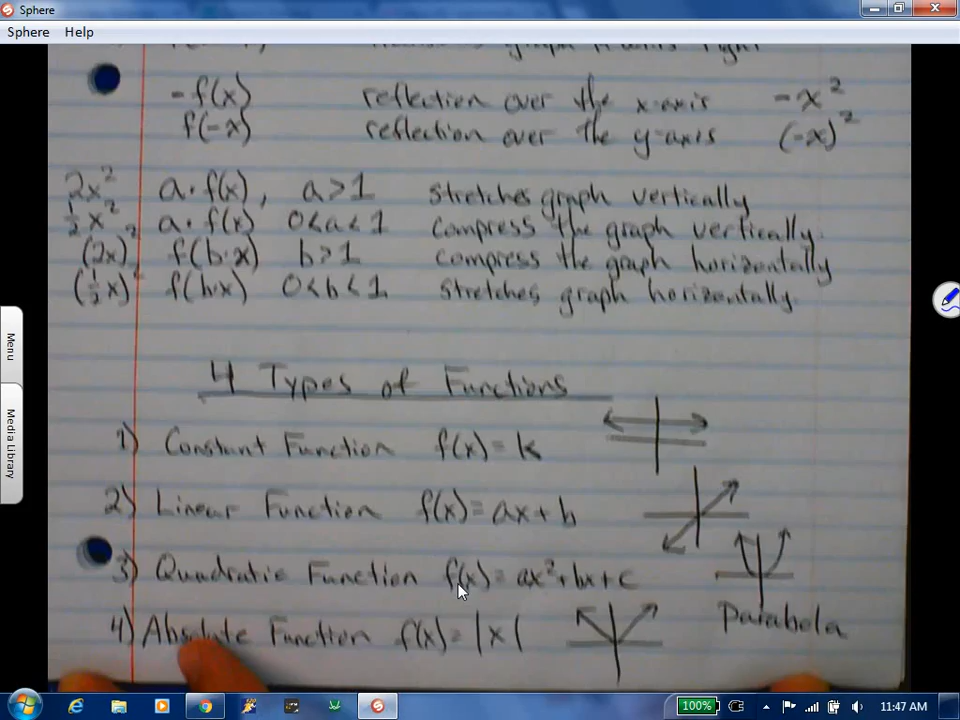 Sphere
Sphere Help
graph right
-f(x) reflection over the x-axis -x²
f(-x) reflection over the y-axis (-x)²
2x² a·f(x), a>1 stretches graph vertically
½x² a·f(x) 0<a<1 compress the graph vertically.
(2x)² f(b·x) b>1 compress the graph horizontally
(½x)² f(b·x) 0<b<1 stretches graph horizontally.
4 Types of Functions
1) Constant Function f(x)=k
2) Linear Function f(x)=ax+b
3) Quadratic Function f(x)=ax²+bx+c
Parabola
4) Absolute Function f(x)=|x|
Menu
Media Library
100%
11:47 AM